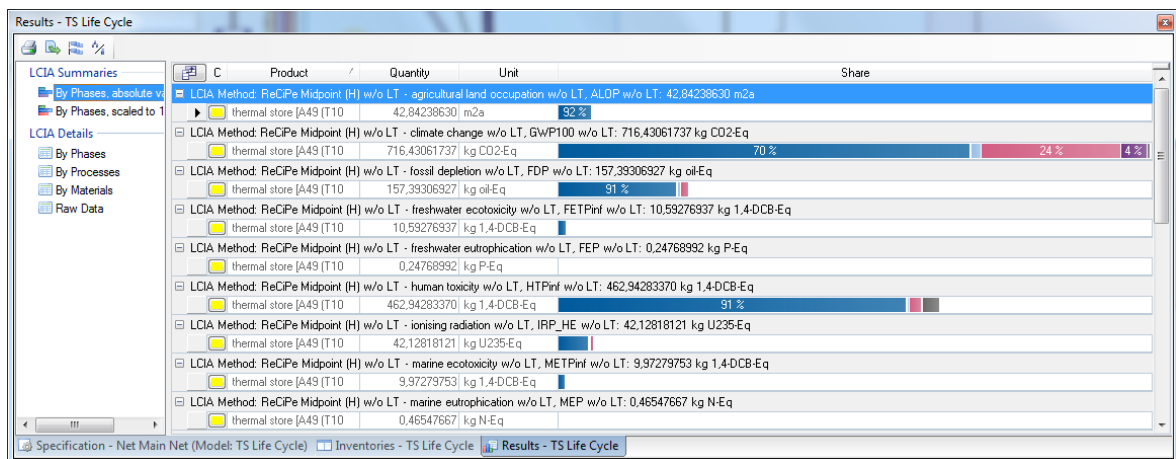 Results - TS Life Cycle
LCIA Summaries
By Phases, absolute va
By Phases, scaled to 1
LCIA Details
By Phases
By Processes
By Materials
Raw Data
C Product Quantity Unit Share
LCIA Method: ReCiPe Midpoint (H) w/o LT - agricultural land occupation w/o LT, ALOP w/o LT: 42,84238630 m2a
thermal store [A49 (T10 42,84238630 m2a 92 %
LCIA Method: ReCiPe Midpoint (H) w/o LT - climate change w/o LT, GWP100 w/o LT: 716,43061737 kg CO2-Eq
thermal store [A49 (T10 716,43061737 kg CO2-Eq 70 % 24 % 4 %
LCIA Method: ReCiPe Midpoint (H) w/o LT - fossil depletion w/o LT, FDP w/o LT: 157,39306927 kg oil-Eq
thermal store [A49 (T10 157,39306927 kg oil-Eq 91 %
LCIA Method: ReCiPe Midpoint (H) w/o LT - freshwater ecotoxicity w/o LT, FETPinf w/o LT: 10,59276937 kg 1,4-DCB-Eq
thermal store [A49 (T10 10,59276937 kg 1,4-DCB-Eq
LCIA Method: ReCiPe Midpoint (H) w/o LT - freshwater eutrophication w/o LT, FEP w/o LT: 0,24768992 kg P-Eq
thermal store [A49 (T10 0,24768992 kg P-Eq
LCIA Method: ReCiPe Midpoint (H) w/o LT - human toxicity w/o LT, HTPinf w/o LT: 462,94283370 kg 1,4-DCB-Eq
thermal store [A49 (T10 462,94283370 kg 1,4-DCB-Eq 91 %
LCIA Method: ReCiPe Midpoint (H) w/o LT - ionising radiation w/o LT, IRP_HE w/o LT: 42,12818121 kg U235-Eq
thermal store [A49 (T10 42,12818121 kg U235-Eq
LCIA Method: ReCiPe Midpoint (H) w/o LT - marine ecotoxicity w/o LT, METPinf w/o LT: 9,97279753 kg 1,4-DCB-Eq
thermal store [A49 (T10 9,97279753 kg 1,4-DCB-Eq
LCIA Method: ReCiPe Midpoint (H) w/o LT - marine eutrophication w/o LT, MEP w/o LT: 0,46547667 kg N-Eq
thermal store [A49 (T10 0,46547667 kg N-Eq
Specification - Net Main Net (Model: TS Life Cycle) Inventories - TS Life Cycle Results - TS Life Cycle